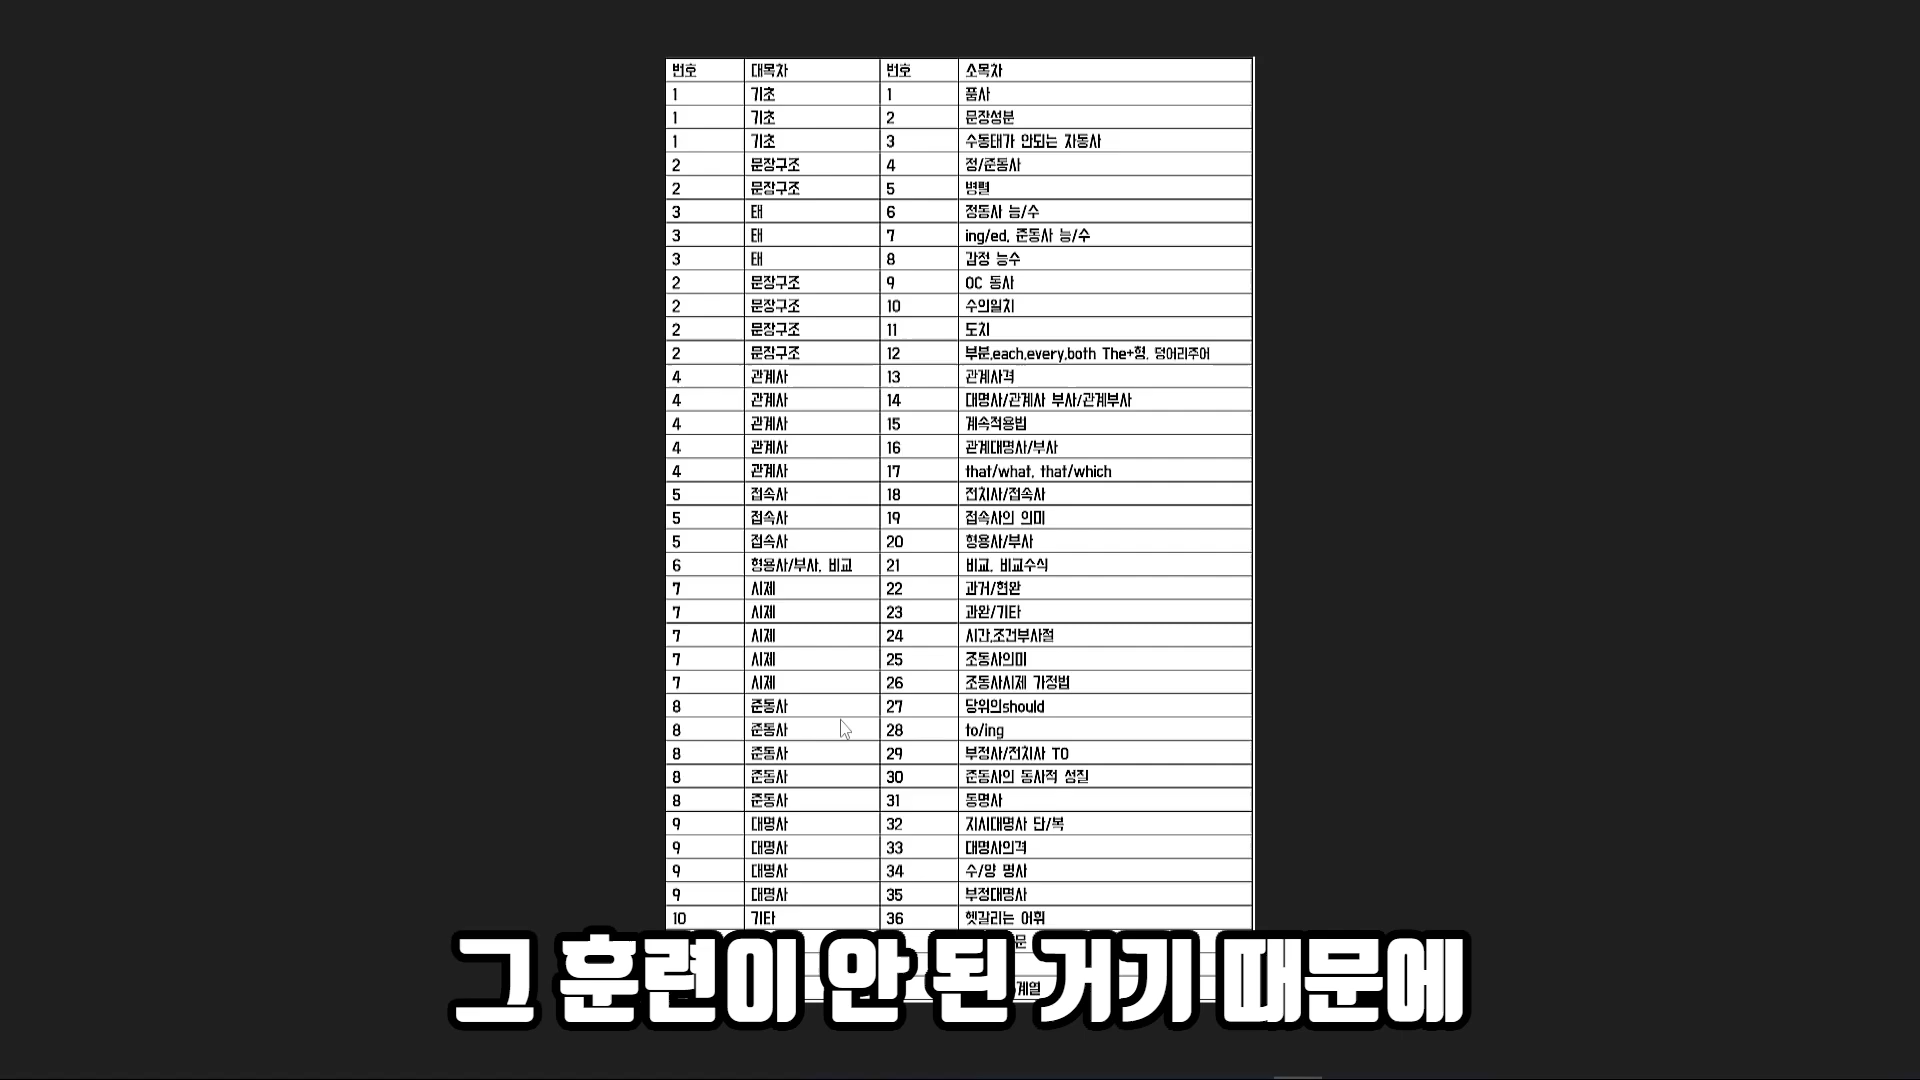 번호 대목차 번호 소목차
1 기초 1 품사
1 기초 2 문장성분
1 기초 3 수동태가 안되는 자동사
2 문장구조 4 정/준동사
2 문장구조 5 병렬
3 태 6 정동사 능/수
3 태 7 ing/ed, 준동사 능/수
3 태 8 감정 능수
2 문장구조 9 OC 동사
2 문장구조 10 수의일치
2 문장구조 11 도치
2 문장구조 12 부분,each,every,both The+형, 덩어리주어
4 관계사 13 관계사격
4 관계사 14 대명사/관계사 부사/관계부사
4 관계사 15 계속적용법
4 관계사 16 관계대명사/부사
4 관계사 17 that/what, that/which
5 접속사 18 전치사/접속사
5 접속사 19 접속사의 의미
5 접속사 20 형용사/부사
6 형용사/부사, 비교 21 비교, 비교수식
7 시제 22 과거/현완
7 시제 23 과완/기타
7 시제 24 시간,조건부사절
7 시제 25 조동사의미
7 시제 26 조동사시제 가정법
8 준동사 27 당위의should
8 준동사 28 to/ing
8 준동사 29 부정사/전치사 TO
8 준동사 30 준동사의 동사적 성질
8 준동사 31 동명사
9 대명사 32 지시대명사 단/복
9 대명사 33 대명사의격
9 대명사 34 수/양 명사
9 대명사 35 부정대명사
10 기타 36 헷갈리는 어휘
문
계열
그 훈련이 안 된 거기 때문에